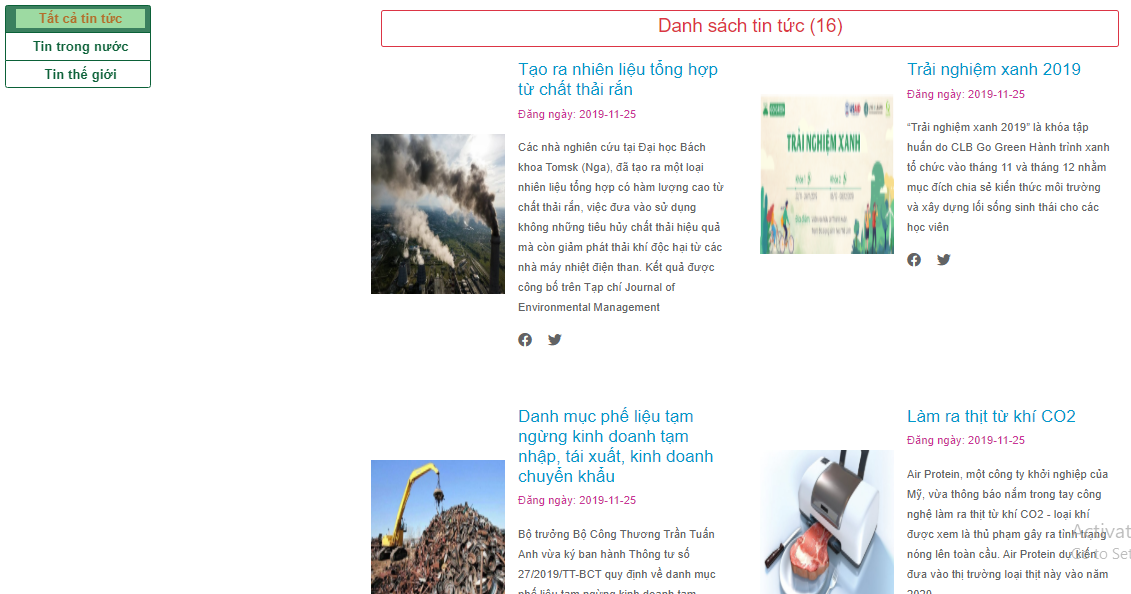 Tất cả tin tức
Tin trong nước
Tin thế giới
Danh sách tin tức (16)
Tạo ra nhiên liệu tổng hợp
từ chất thải rắn
Đăng ngày: 2019-11-25
Các nhà nghiên cứu tại Đại học Bách
khoa Tomsk (Nga), đã tạo ra một loại
nhiên liệu tổng hợp có hàm lượng cao từ
chất thải rắn, việc đưa vào sử dụng
không những tiêu hủy chất thải hiệu quả
mà còn giảm phát thải khí độc hại từ các
nhà máy nhiệt điện than. Kết quả được
công bố trên Tạp chí Journal of
Environmental Management
Trải nghiệm xanh 2019
Đăng ngày: 2019-11-25
TRẢI NGHIỆM XANH
“Trải nghiệm xanh 2019” là khóa tập
huấn do CLB Go Green Hành trình xanh
tổ chức vào tháng 11 và tháng 12 nhằm
mục đích chia sẻ kiến thức môi trường
và xây dựng lối sống sinh thái cho các
học viên
Danh mục phế liệu tạm
ngừng kinh doanh tạm
nhập, tái xuất, kinh doanh
chuyển khẩu
Đăng ngày: 2019-11-25
Bộ trưởng Bộ Công Thương Trần Tuấn
Anh vừa ký ban hành Thông tư số
27/2019/TT-BCT quy định về danh mục
phế liệu tạm ngừng kinh doanh tạm
Làm ra thịt từ khí CO2
Đăng ngày: 2019-11-25
Air Protein, một công ty khởi nghiệp của
Mỹ, vừa thông báo nắm trong tay công
nghệ làm ra thịt từ khí CO2 - loại khí
được xem là thủ phạm gây ra tình trạng
nóng lên toàn cầu. Air Protein dự kiến
đưa vào thị trường loại thịt này vào năm
2020
Activat
Go to Set